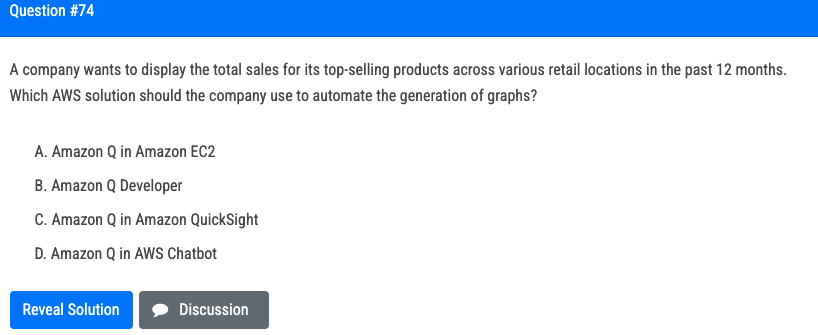 Question #74
A company wants to display the total sales for its top-selling products across various retail locations in the past 12 months.
Which AWS solution should the company use to automate the generation of graphs?
A. Amazon Q in Amazon EC2
B. Amazon Q Developer
C. Amazon Q in Amazon QuickSight
D. Amazon Q in AWS Chatbot
Reveal Solution Discussion